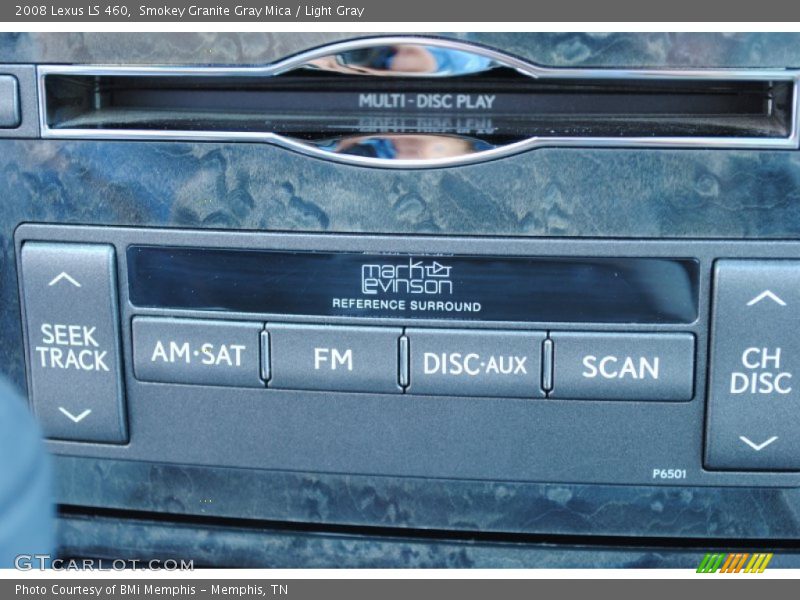 2008 Lexus LS 460,  Smokey Granite Gray Mica / Light Gray
MULTI-DISC PLAY
mark levinson
REFERENCE SURROUND
SEEK
TRACK
AM·SAT
FM
DISC·AUX
SCAN
CH
DISC
P6501
GTCARLOT.COM
Photo Courtesy of BMi Memphis – Memphis, TN